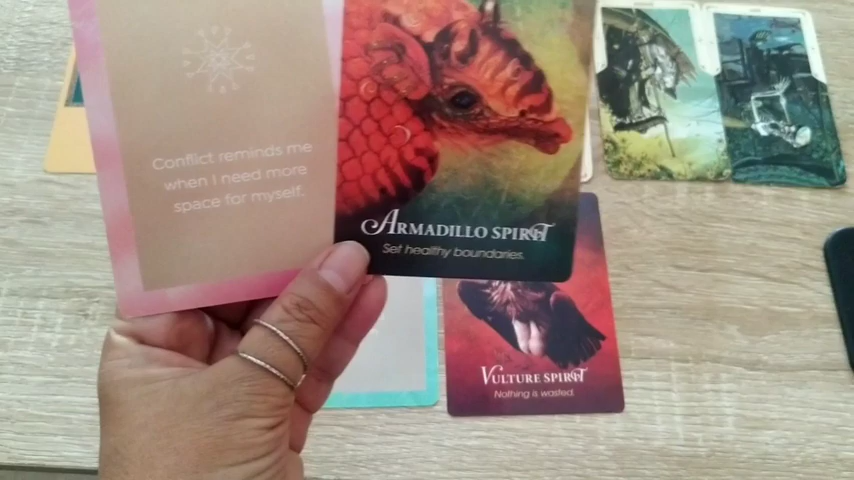 Conflict reminds me
when I need more
space for myself.
ARMADILLO SPIRIT
Set healthy boundaries.
VULTURE SPIRIT
Nothing is wasted.